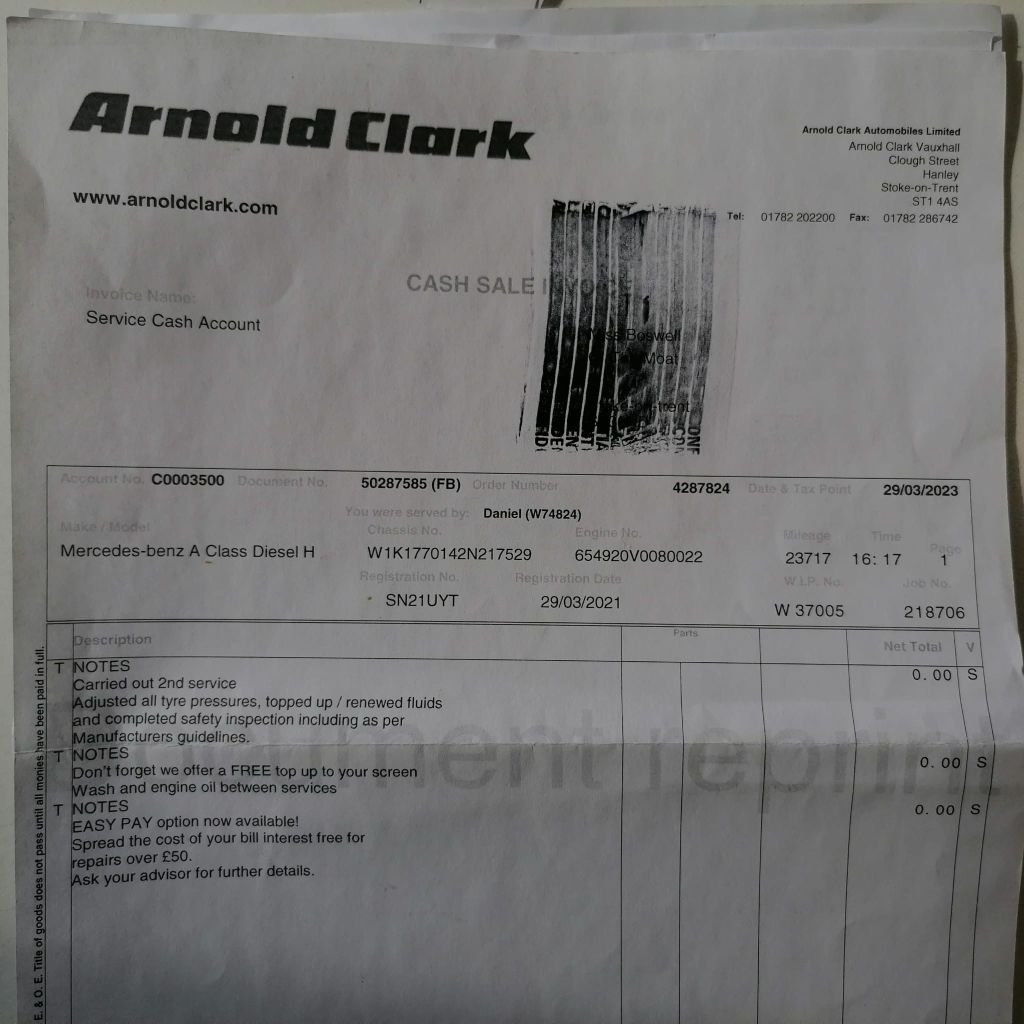 Arnold Clark
www.arnoldclark.com
Arnold Clark Automobiles Limited
Arnold Clark Vauxhall
Clough Street
Hanley
Stoke-on-Trent
ST1 4AS
Tel: 01782 202200 Fax: 01782 286742
CASH SALE
Invoice Name:
Service Cash Account
Account No. C0003500 Document No. 50287585 (FB) Order Number 4287824 Date & Tax Point 29/03/2023
You were served by: Daniel (W74824)
Make / Model Chassis No. Engine No. Mileage Time Page
Mercedes-benz A Class Diesel H W1K1770142N217529 654920V0080022 23717 16: 17 1
Registration No. Registration Date W.I.P. No. Job No.
SN21UYT 29/03/2021 W 37005 218706
Description Parts Net Total V
T NOTES 0. 00 S
Carried out 2nd service
Adjusted all tyre pressures, topped up / renewed fluids
and completed safety inspection including as per
Manufacturers guidelines.
T NOTES 0. 00 S
Don't forget we offer a FREE top up to your screen
Wash and engine oil between services
T NOTES 0. 00 S
EASY PAY option now available!
Spread the cost of your bill interest free for
repairs over £50.
Ask your advisor for further details.
E. & O. E. Title of goods does not pass until all monies have been paid in full.
Document reprint